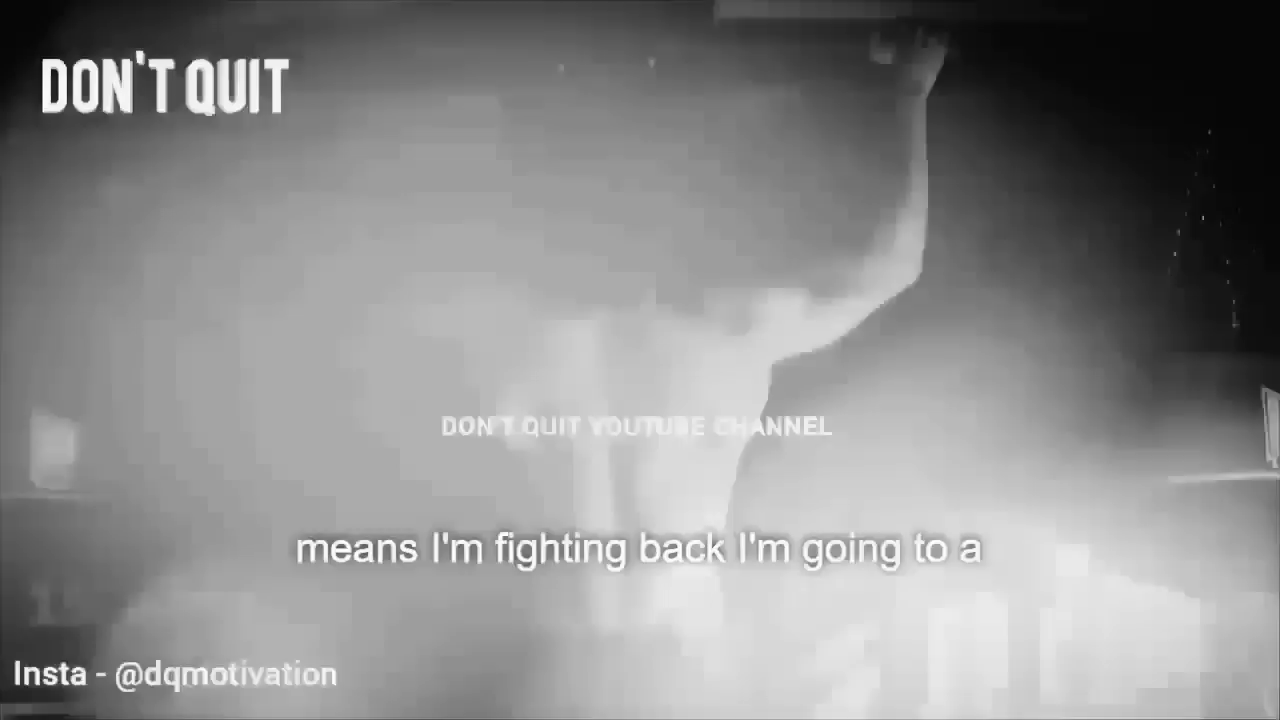 DON'T QUIT
DON'T QUIT YOUTUBE CHANNEL
means I'm fighting back I'm going to a
Insta - @dqmotivation